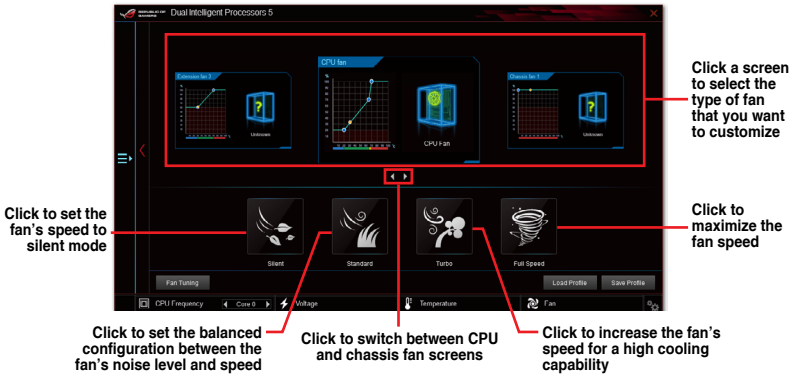 REPUBLIC OF
GAMERS
Dual Intelligent Processors 5
Extension fan 3
Unknown
CPU fan
CPU Fan
Chassis fan 1
Unknown
Click a screen
to select the
type of fan
that you want
to customize
Click to set the
fan's speed to
silent mode
Silent
Standard
Turbo
Full Speed
Click to
maximize the
fan speed
Fan Tuning
Load Profile
Save Profile
CPU Frequency
Core 0
Voltage
Temperature
Fan
Click to set the balanced
configuration between the
fan's noise level and speed
Click to switch between CPU
and chassis fan screens
Click to increase the fan's
speed for a high cooling
capability